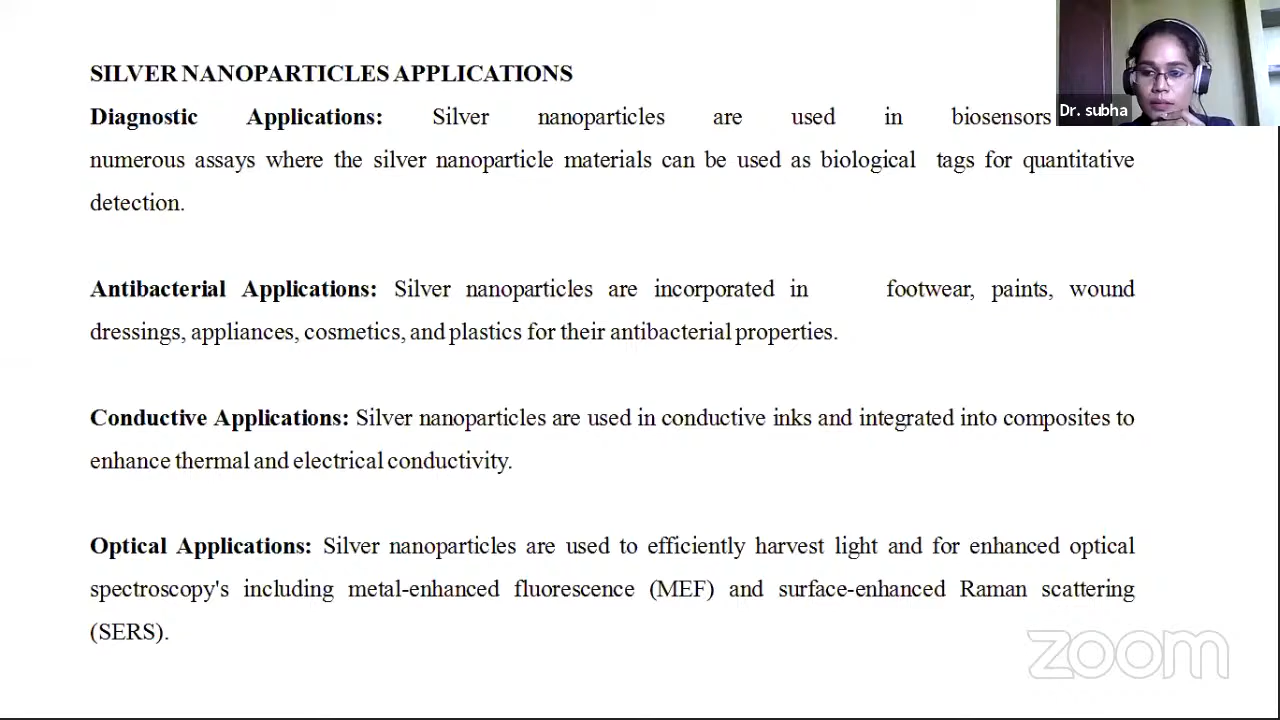 SILVER NANOPARTICLES APPLICATIONS
Diagnostic Applications: Silver nanoparticles are used in biosensors
Dr. subha
numerous assays where the silver nanoparticle materials can be used as biological tags for quantitative
detection.
Antibacterial Applications: Silver nanoparticles are incorporated in footwear, paints, wound
dressings, appliances, cosmetics, and plastics for their antibacterial properties.
Conductive Applications: Silver nanoparticles are used in conductive inks and integrated into composites to
enhance thermal and electrical conductivity.
Optical Applications: Silver nanoparticles are used to efficiently harvest light and for enhanced optical
spectroscopy's including metal-enhanced fluorescence (MEF) and surface-enhanced Raman scattering
(SERS).
zoom